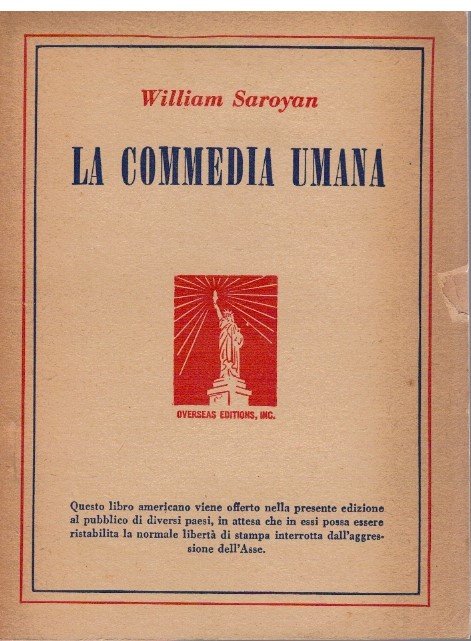 William Saroyan
LA COMMEDIA UMANA
OVERSEAS EDITIONS, INC.
Questo libro americano viene offerto nella presente edizione
al pubblico di diversi paesi, in attesa che in essi possa essere
ristabilita la normale libertà di stampa interrotta dall'aggres-
sione dell'Asse.